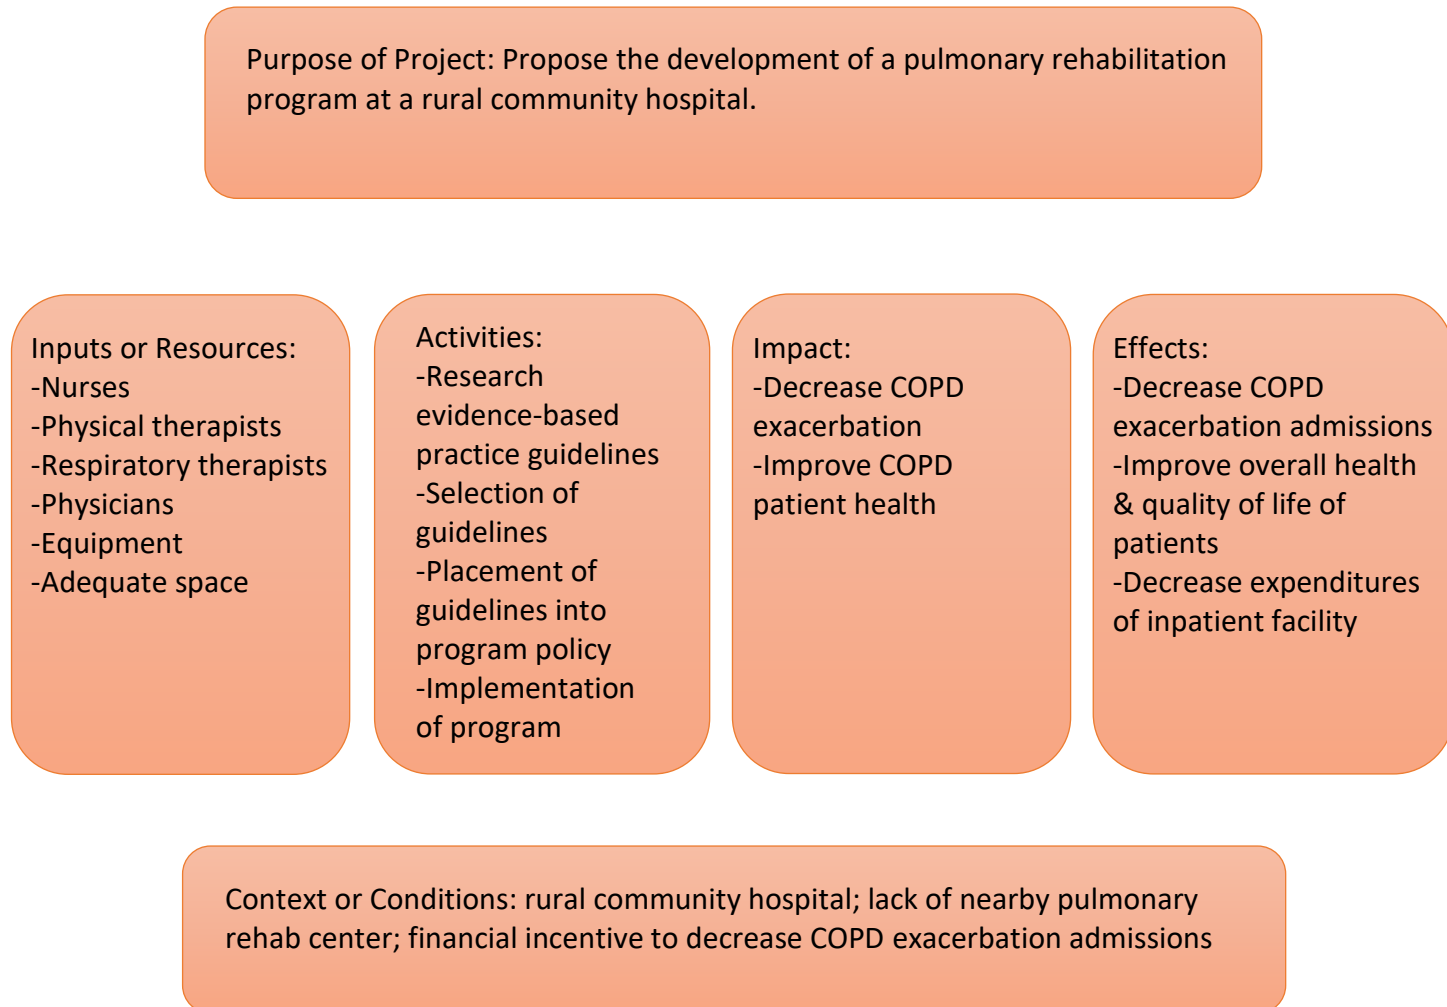 Purpose of Project: Propose the development of a pulmonary rehabilitation
program at a rural community hospital.
Inputs or Resources:
-Nurses
-Physical therapists
-Respiratory therapists
-Physicians
-Equipment
-Adequate space
Activities:
-Research
evidence-based
practice guidelines
-Selection of
guidelines
-Placement of
guidelines into
program policy
-Implementation
of program
Impact:
-Decrease COPD
exacerbation
-Improve COPD
patient health
Effects:
-Decrease COPD
exacerbation admissions
-Improve overall health
& quality of life of
patients
-Decrease expenditures
of inpatient facility
Context or Conditions: rural community hospital; lack of nearby pulmonary
rehab center; financial incentive to decrease COPD exacerbation admissions